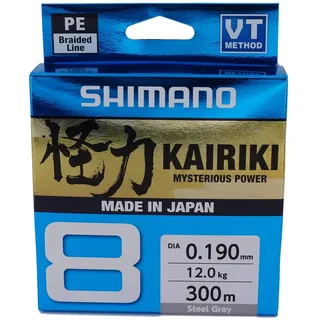 PE
Braided
Line
VT
METHOD
SHIMANO
怪力
KAIRIKI
MYSTERIOUS POWER
MADE IN JAPAN
8
DIA 0.190mm
12.0kg
300m
Steel Gray